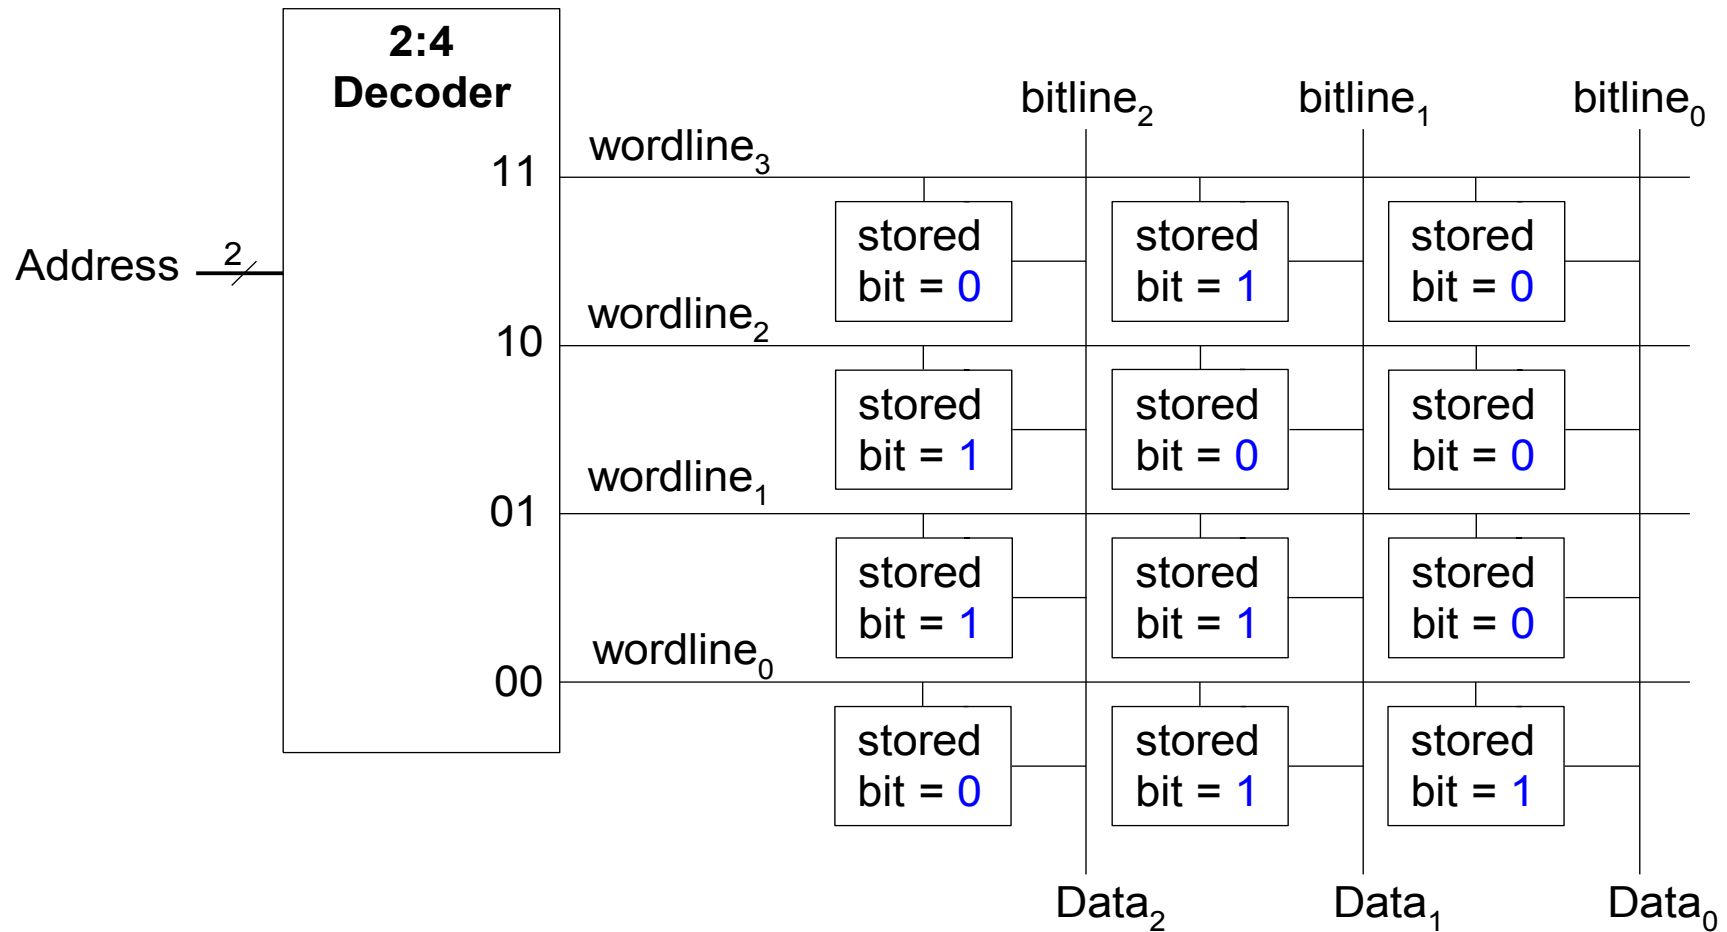 2:4
Decoder
bitline₂ bitline₁ bitline₀
wordline₃
11
stored stored stored
bit = 0 bit = 1 bit = 0
Address 2
wordline₂
10
stored stored stored
bit = 1 bit = 0 bit = 0
wordline₁
01
stored stored stored
bit = 1 bit = 1 bit = 0
wordline₀
00
stored stored stored
bit = 0 bit = 1 bit = 1
Data₂ Data₁ Data₀